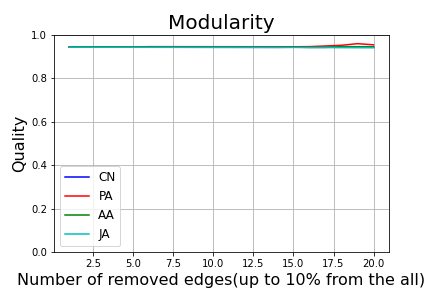 Modularity
1.0
0.8
0.6
0.4
0.2
0.0
Quality
CN
PA
AA
JA
2.5 5.0 7.5 10.0 12.5 15.0 17.5 20.0
Number of removed edges(up to 10% from the all)